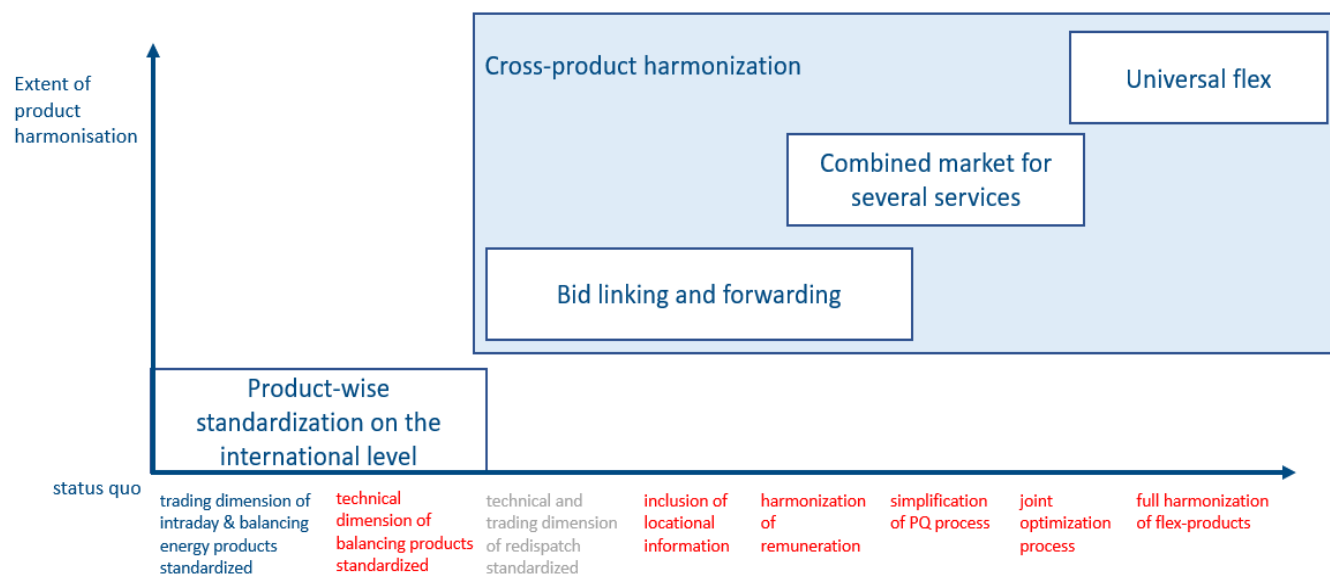 Extent of
product
harmonisation
Cross-product harmonization
Universal flex
Combined market for
several services
Bid linking and forwarding
Product-wise
standardization on the
international level
status quo
trading dimension of
intraday & balancing
energy products
standardized
technical
dimension of
balancing products
standardized
technical and
trading dimension
of redispatch
standardized
inclusion of
locational
information
harmonization
of
remuneration
simplification
of PQ process
joint
optimization
process
full harmonization
of flex-products